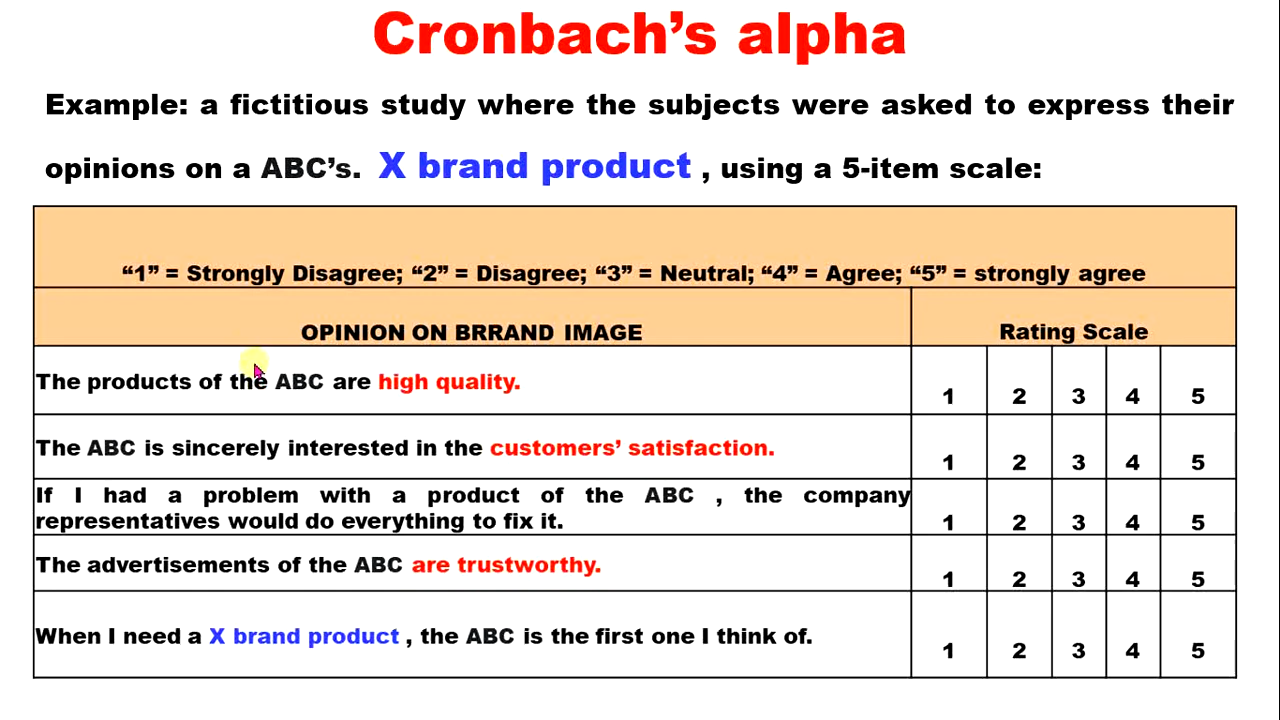 Cronbach’s alpha
Example: a fictitious study where the subjects were asked to express their
opinions on a ABC’s. X brand product , using a 5-item scale:
“1” = Strongly Disagree; “2” = Disagree; “3” = Neutral; “4” = Agree; “5” = strongly agree
OPINION ON BRRAND IMAGE Rating Scale
The products of the ABC are high quality. 1 2 3 4 5
The ABC is sincerely interested in the customers’ satisfaction. 1 2 3 4 5
If I had a problem with a product of the ABC , the company
representatives would do everything to fix it. 1 2 3 4 5
The advertisements of the ABC are trustworthy. 1 2 3 4 5
When I need a X brand product , the ABC is the first one I think of. 1 2 3 4 5